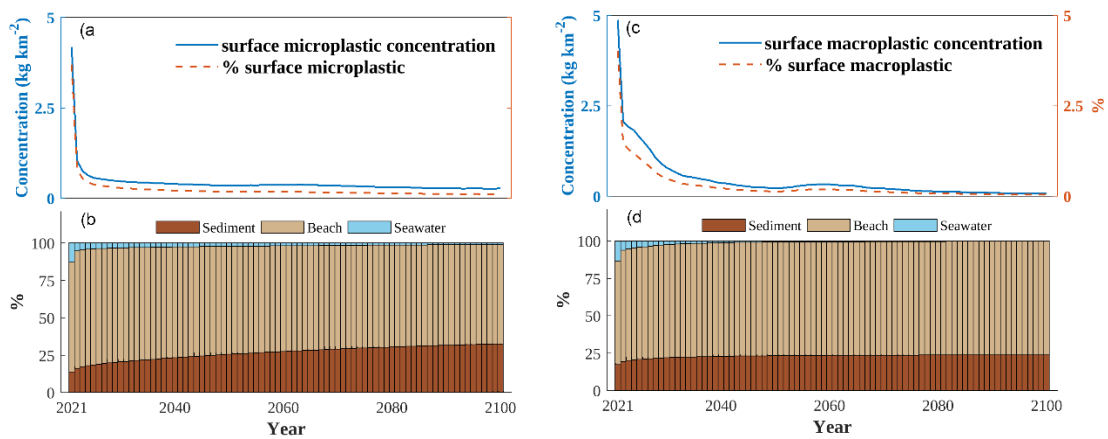 (a
5
2.5
0
Concentration (kg km⁻²)
surface microplastic concentration
% surface microplastic
(b
Sediment Beach Seawater
100
75
50
25
0
%
2021 2040 2060 2080 2100
Year
(c
5
2.5
0
Concentration (kg km⁻²)
surface macroplastic concentration
% surface macroplastic
5
2.5
0
%
(d
Sediment Beach Seawater
100
75
50
25
0
%
2021 2040 2060 2080 2100
Year